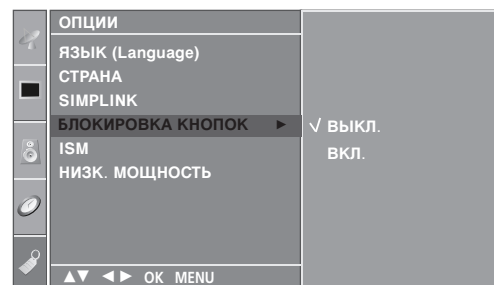 ОПЦИИ
ЯЗЫК (Language)
СТРАНА
SIMPLINK
БЛОКИРОВКА КНОПОК ►
ISM
НИЗК. МОЩНОСТЬ
√ ВЫКЛ.
ВКЛ.
▲▼ ◄► OK MENU